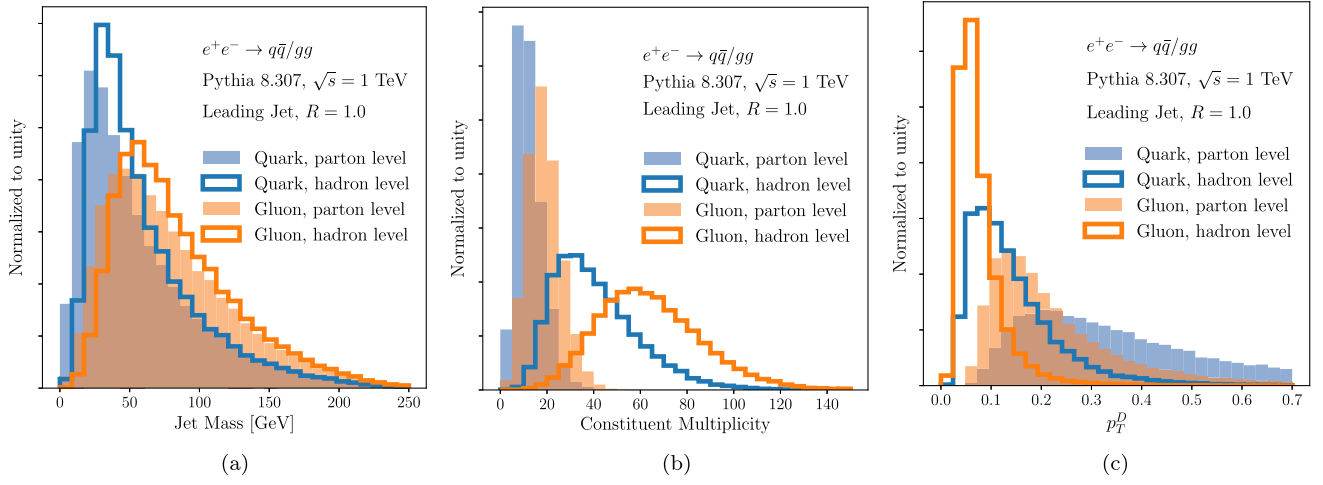 Normalized to unity
e⁺e⁻ → qq̄/gg
Pythia 8.307, √s = 1 TeV
Leading Jet, R = 1.0
Quark, parton level
Quark, hadron level
Gluon, parton level
Gluon, hadron level
0 50 100 150 200 250
Jet Mass [GeV]
(a)
Normalized to unity
e⁺e⁻ → qq̄/gg
Pythia 8.307, √s = 1 TeV
Leading Jet, R = 1.0
Quark, parton level
Quark, hadron level
Gluon, parton level
Gluon, hadron level
0 20 40 60 80 100 120 140
Constituent Multiplicity
(b)
Normalized to unity
e⁺e⁻ → qq̄/gg
Pythia 8.307, √s = 1 TeV
Leading Jet, R = 1.0
Quark, parton level
Quark, hadron level
Gluon, parton level
Gluon, hadron level
0.0 0.1 0.2 0.3 0.4 0.5 0.6 0.7
p_T^D
(c)